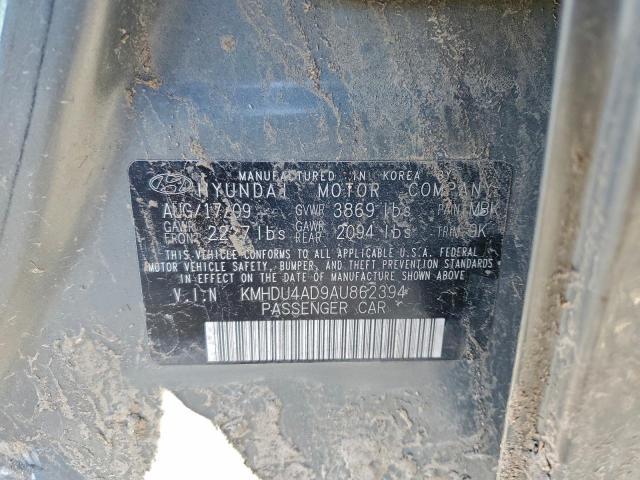 MANUFACTURED IN KOREA BY
HYUNDAI MOTOR COMPANY
AUG/17/09 GVWR 3869 lbs PAINT MBK
GAWR FRONT lbs GAWR REAR 2094 lbs TRIM 9K
THIS VEHICLE CONFORMS TO ALL APPLICABLE U.S.A. FEDERAL
MOTOR VEHICLE SAFETY, BUMPER, AND THEFT PREVENTION STANDARDS
IN EFFECT ON THE DATE OF MANUFACTURE SHOWN ABOVE.
V.I.N KMHDU4AD9AU862394
PASSENGER CAR